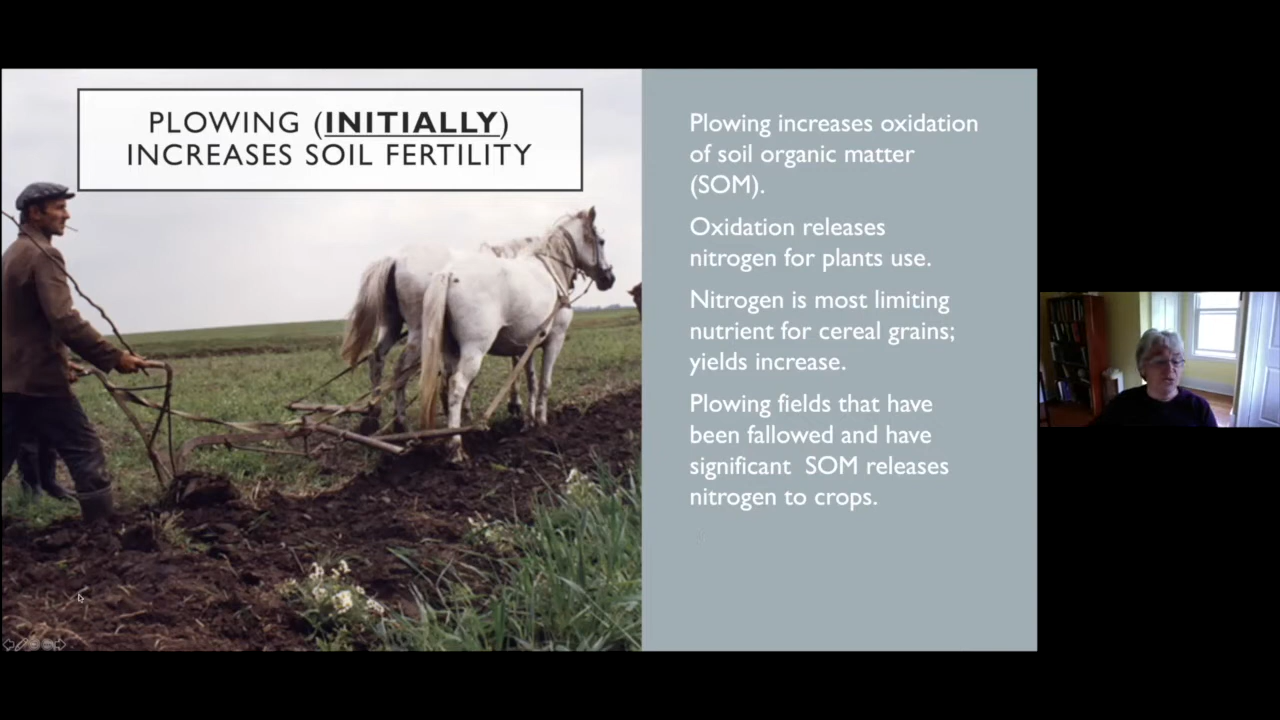 PLOWING (INITIALLY)
INCREASES SOIL FERTILITY
Plowing increases oxidation
of soil organic matter
(SOM).
Oxidation releases
nitrogen for plants use.
Nitrogen is most limiting
nutrient for cereal grains;
yields increase.
Plowing fields that have
been fallowed and have
significant SOM releases
nitrogen to crops.